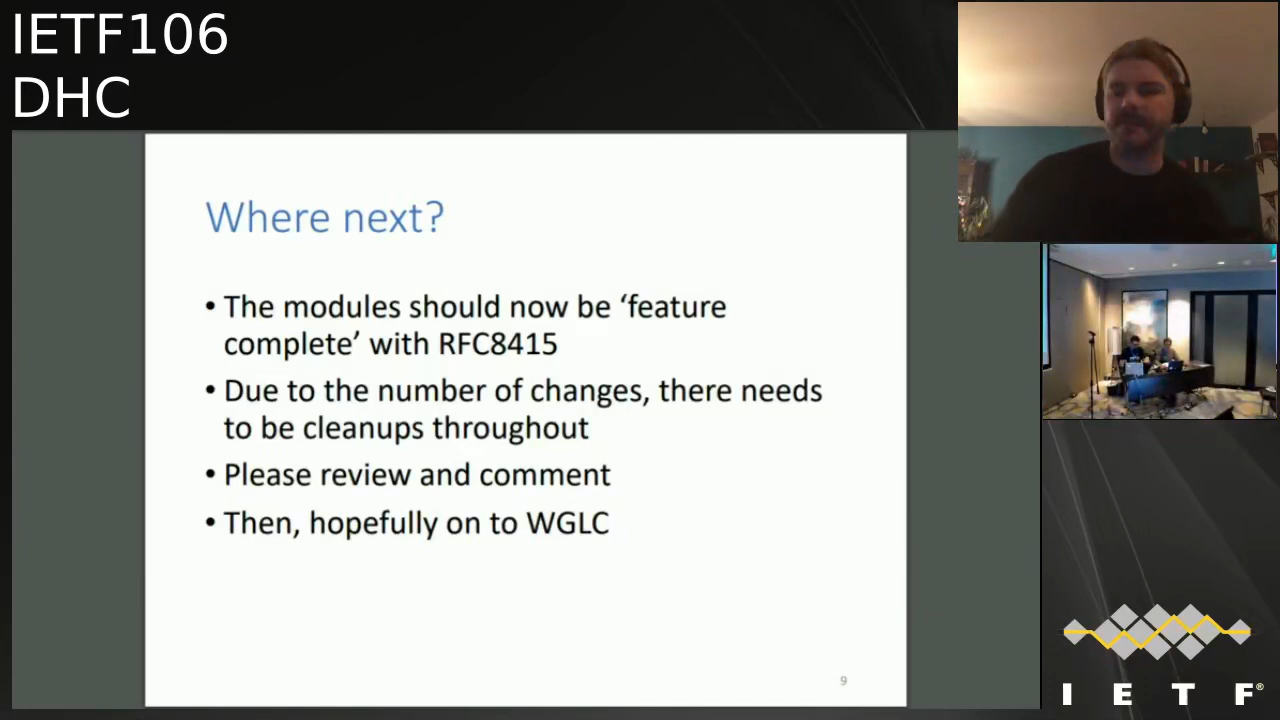 IETF106
DHC
Where next?
• The modules should now be ‘feature
complete’ with RFC8415
• Due to the number of changes, there needs
to be cleanups throughout
• Please review and comment
• Then, hopefully on to WGLC
9
I E T F®